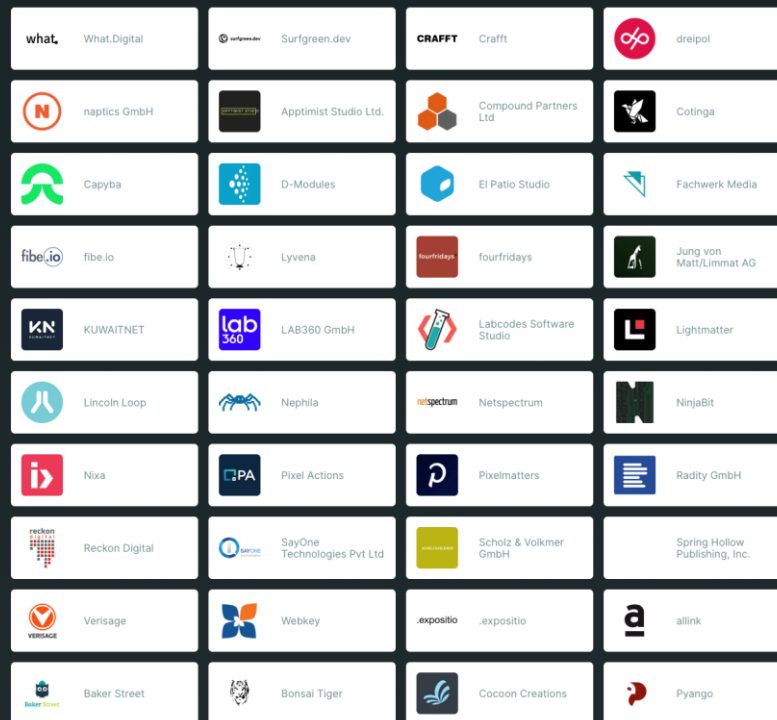 what.
What.Digital
surfgreen.dev
Surfgreen.dev
CRAFFT
Crafft
dreipol
N
naptics GmbH
Apptimist Studio Ltd.
Compound Partners
Ltd
Cotinga
Capyba
D-Modules
El Patio Studio
Fachwerk Media
fibe.io
fibe.io
Lyvena
fourfridays
fourfridays
Jung von
Matt/Limmat AG
KN
KUWAITNET
KUWAITNET
lab
360
LAB360 GmbH
Labcodes Software
Studio
Lightmatter
Lincoln Loop
Nephila
netspectrum
Netspectrum
NinjaBit
Nixa
PA
Pixel Actions
Pixelmatters
Radity GmbH
reckon
digital
Reckon Digital
SAYONE
SayOne
Technologies Pvt Ltd
Scholz & Volkmer
GmbH
Spring Hollow
Publishing, Inc.
VERISAGE
Verisage
Webkey
.expositio
.expositio
a
allink
Baker Street
Baker Street
Bonsai Tiger
Cocoon Creations
Pyango